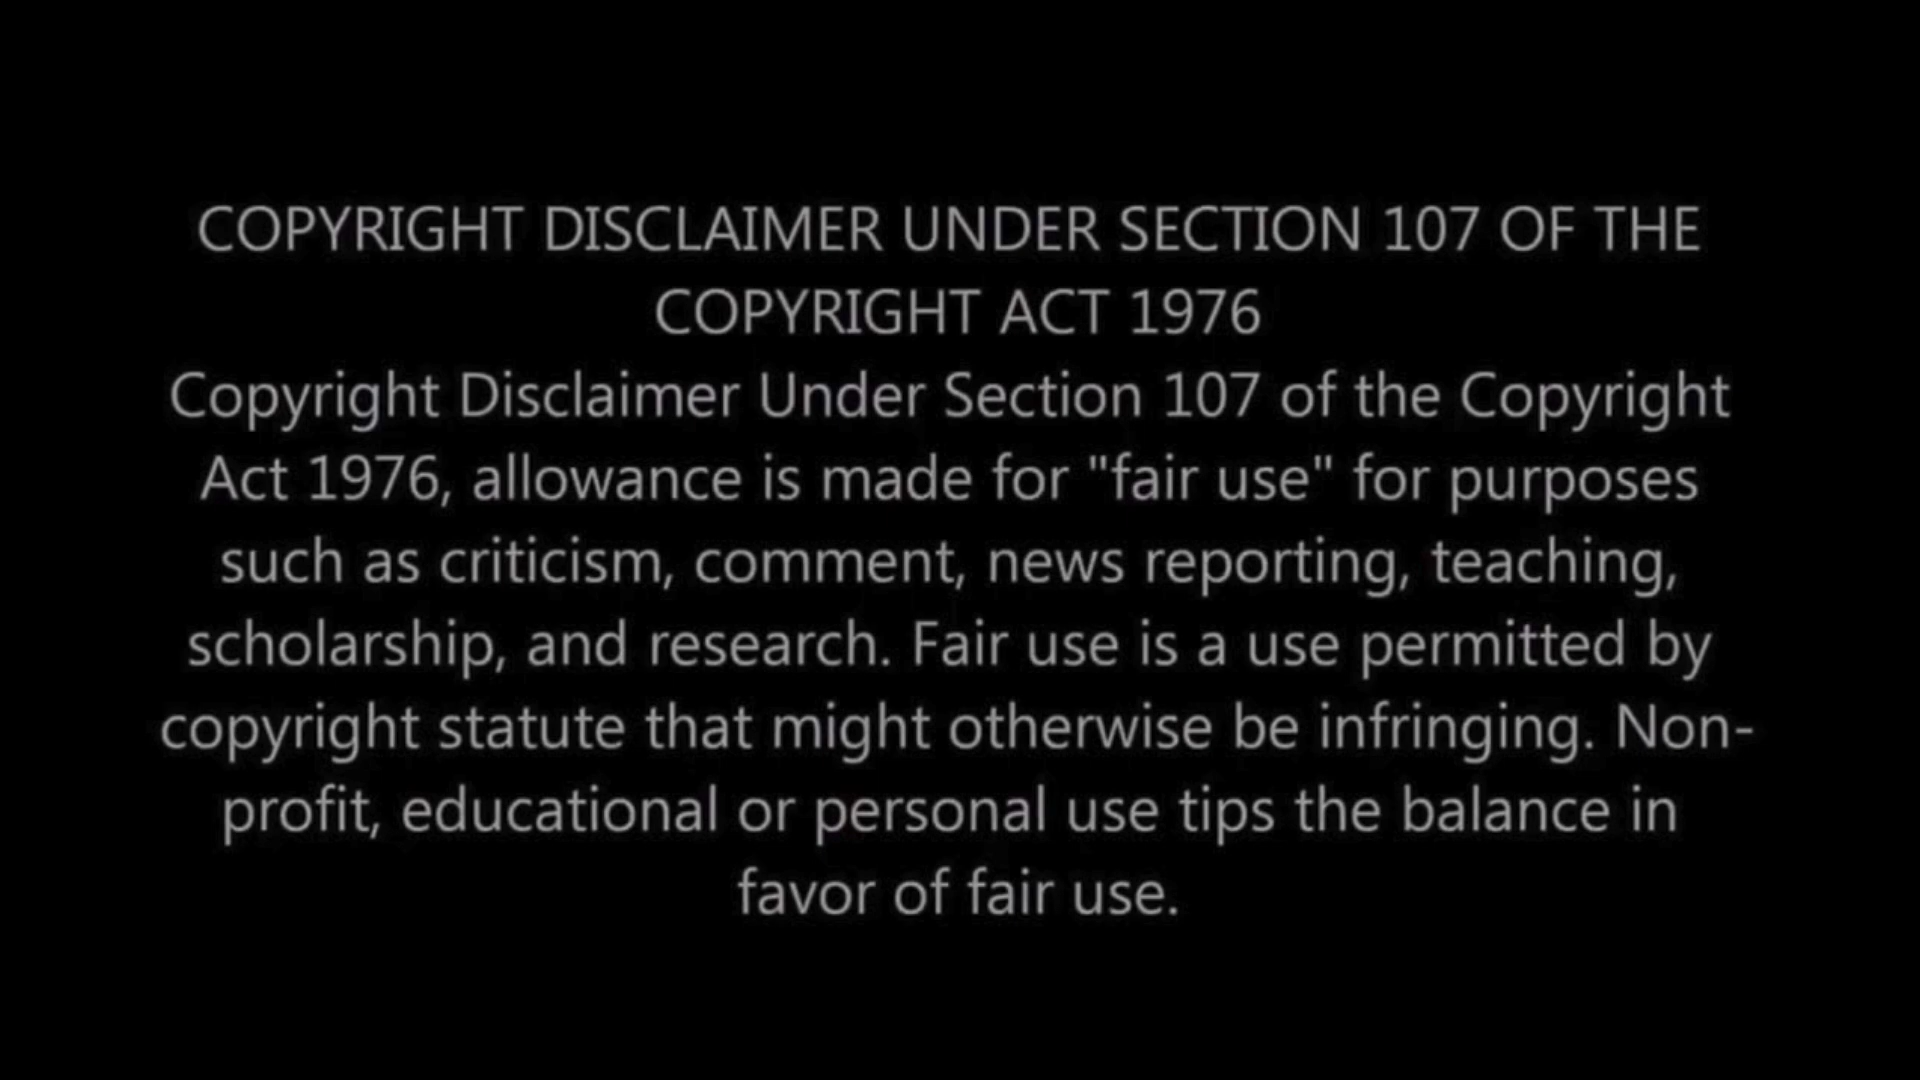 COPYRIGHT DISCLAIMER UNDER SECTION 107 OF THE
COPYRIGHT ACT 1976
Copyright Disclaimer Under Section 107 of the Copyright
Act 1976, allowance is made for "fair use" for purposes
such as criticism, comment, news reporting, teaching,
scholarship, and research. Fair use is a use permitted by
copyright statute that might otherwise be infringing. Non-
profit, educational or personal use tips the balance in
favor of fair use.